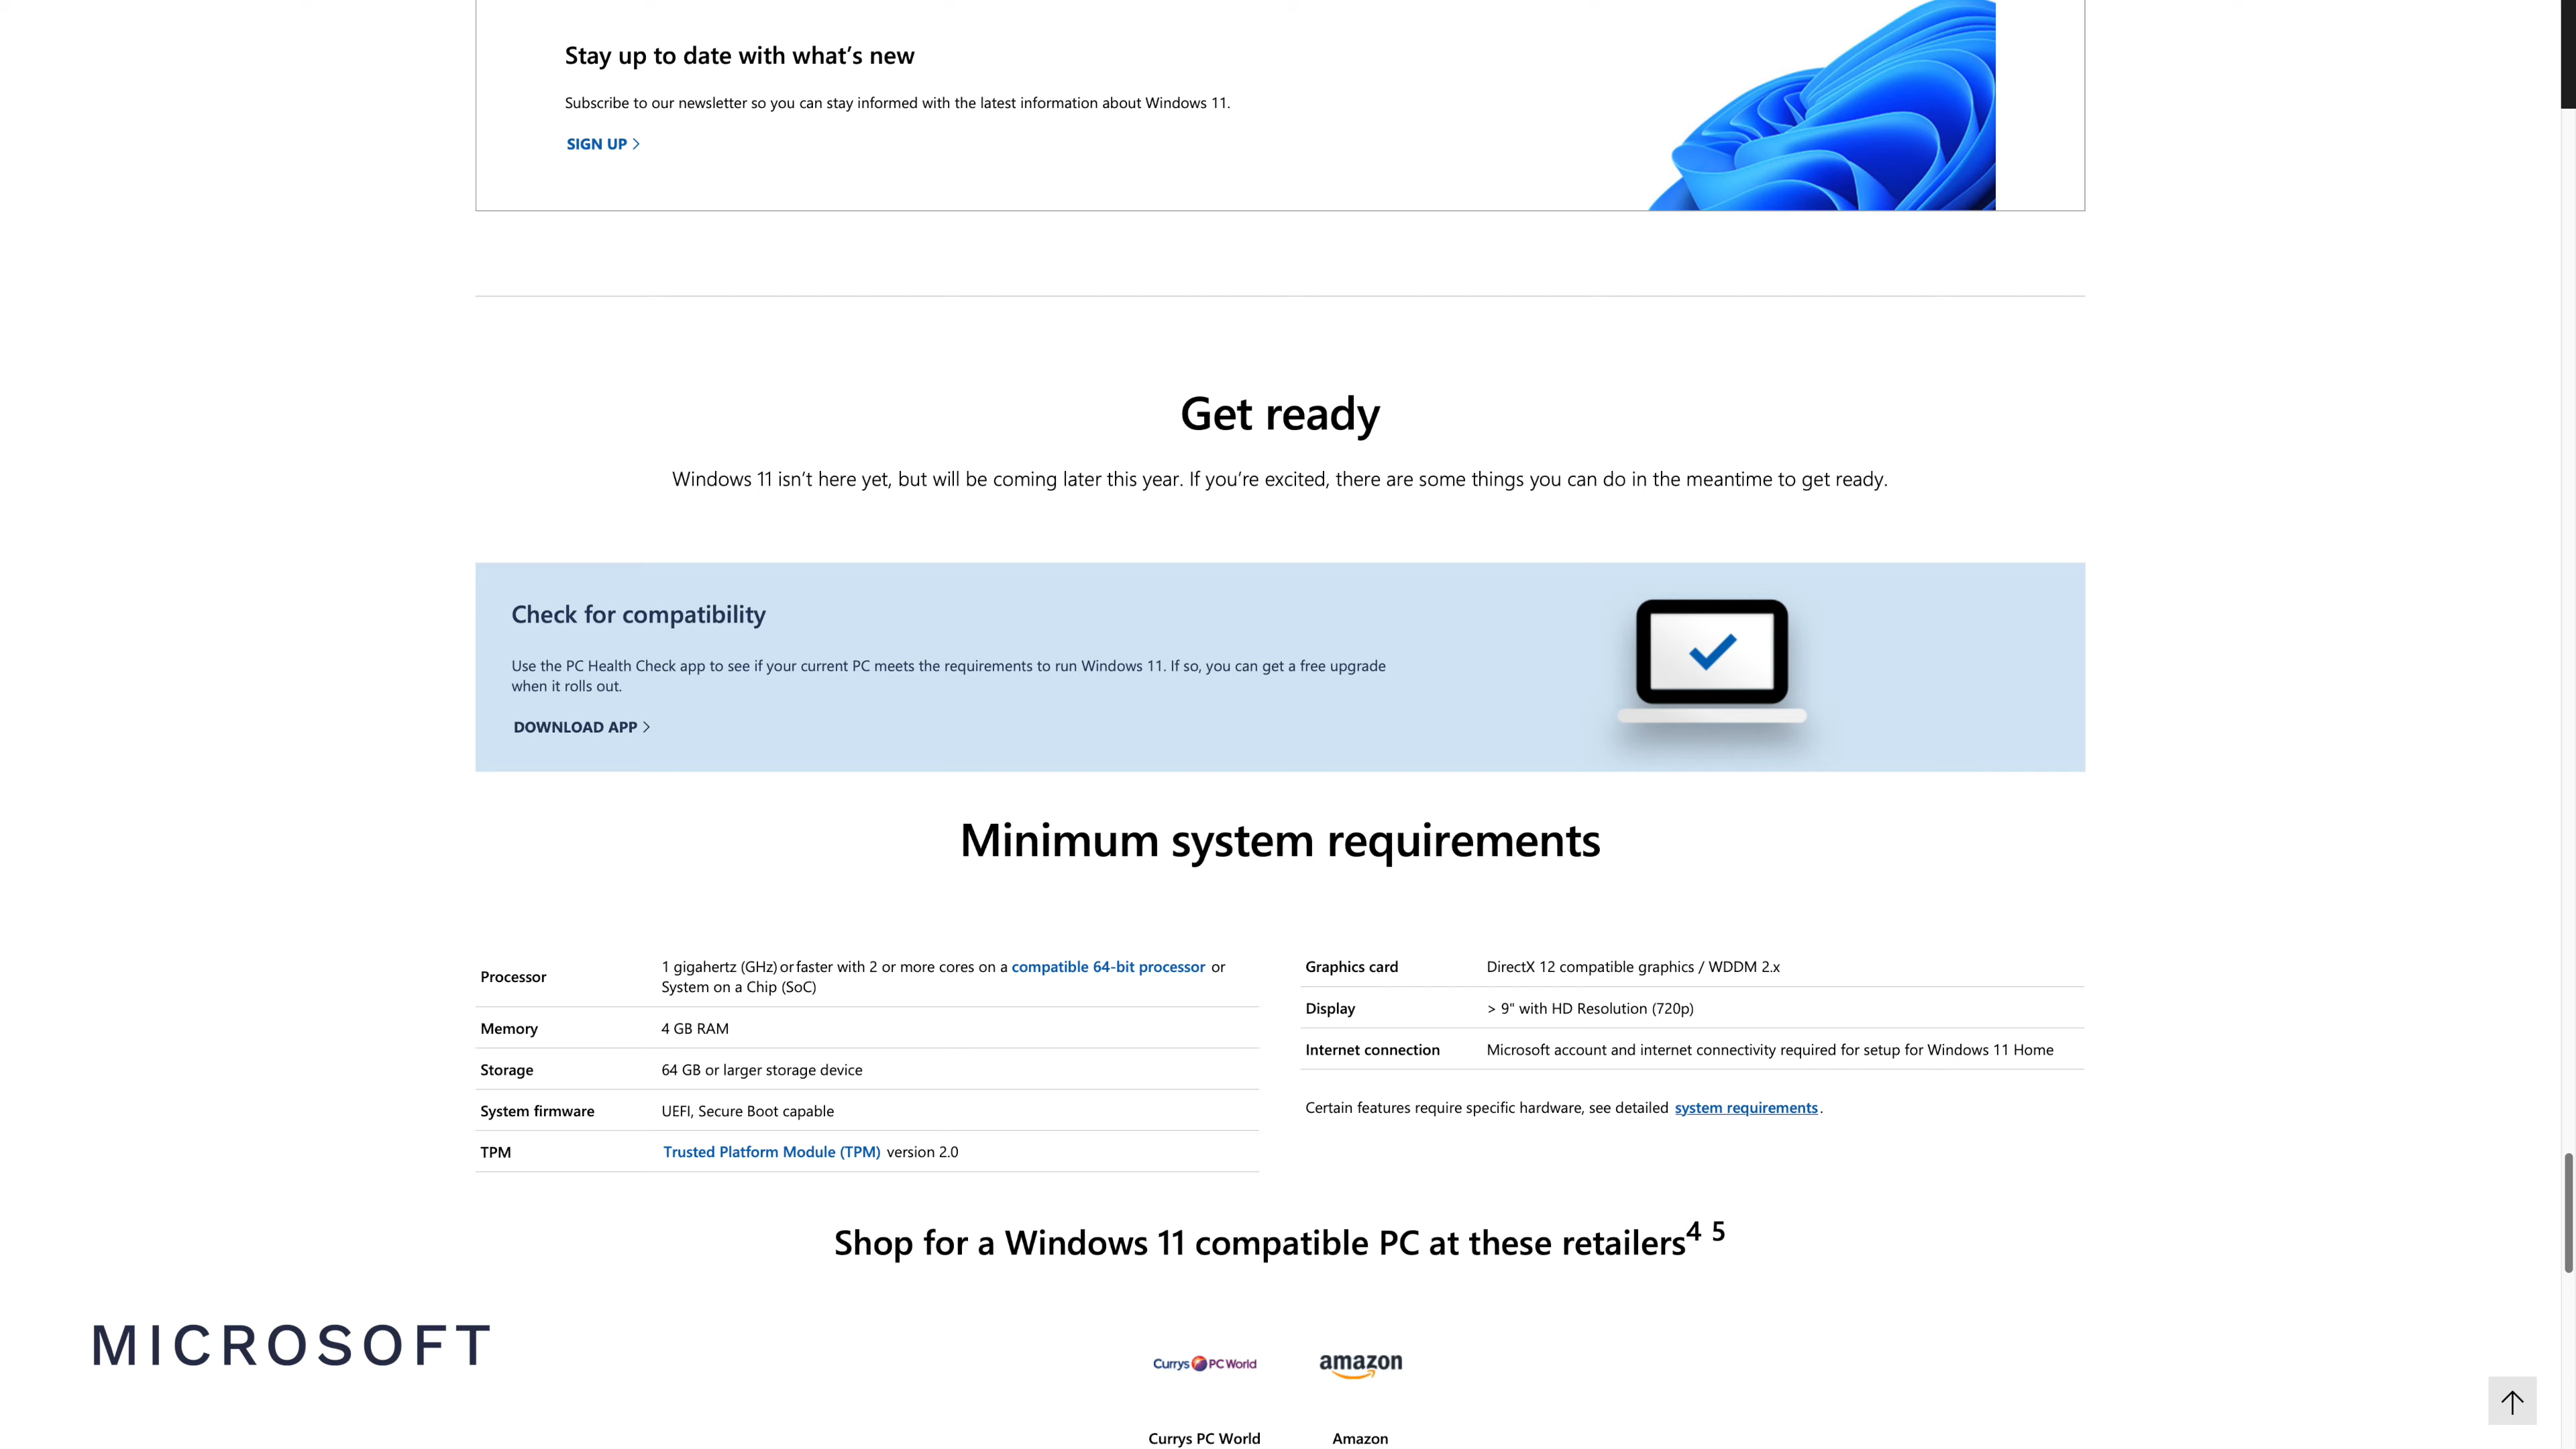 Stay up to date with what’s new
Subscribe to our newsletter so you can stay informed with the latest information about Windows 11.
SIGN UP
Get ready
Windows 11 isn’t here yet, but will be coming later this year. If you’re excited, there are some things you can do in the meantime to get ready.
Check for compatibility
Use the PC Health Check app to see if your current PC meets the requirements to run Windows 11. If so, you can get a free upgrade
when it rolls out.
DOWNLOAD APP
Minimum system requirements
Processor
1 gigahertz (GHz) or faster with 2 or more cores on a compatible 64-bit processor or
System on a Chip (SoC)
Memory 4 GB RAM
Storage 64 GB or larger storage device
System firmware UEFI, Secure Boot capable
TPM Trusted Platform Module (TPM) version 2.0
Graphics card DirectX 12 compatible graphics / WDDM 2.x
Display > 9" with HD Resolution (720p)
Internet connection Microsoft account and internet connectivity required for setup for Windows 11 Home
Certain features require specific hardware, see detailed system requirements.
Shop for a Windows 11 compatible PC at these retailers4 5
MICROSOFT
Currys PC World
amazon
Currys PC World
Amazon